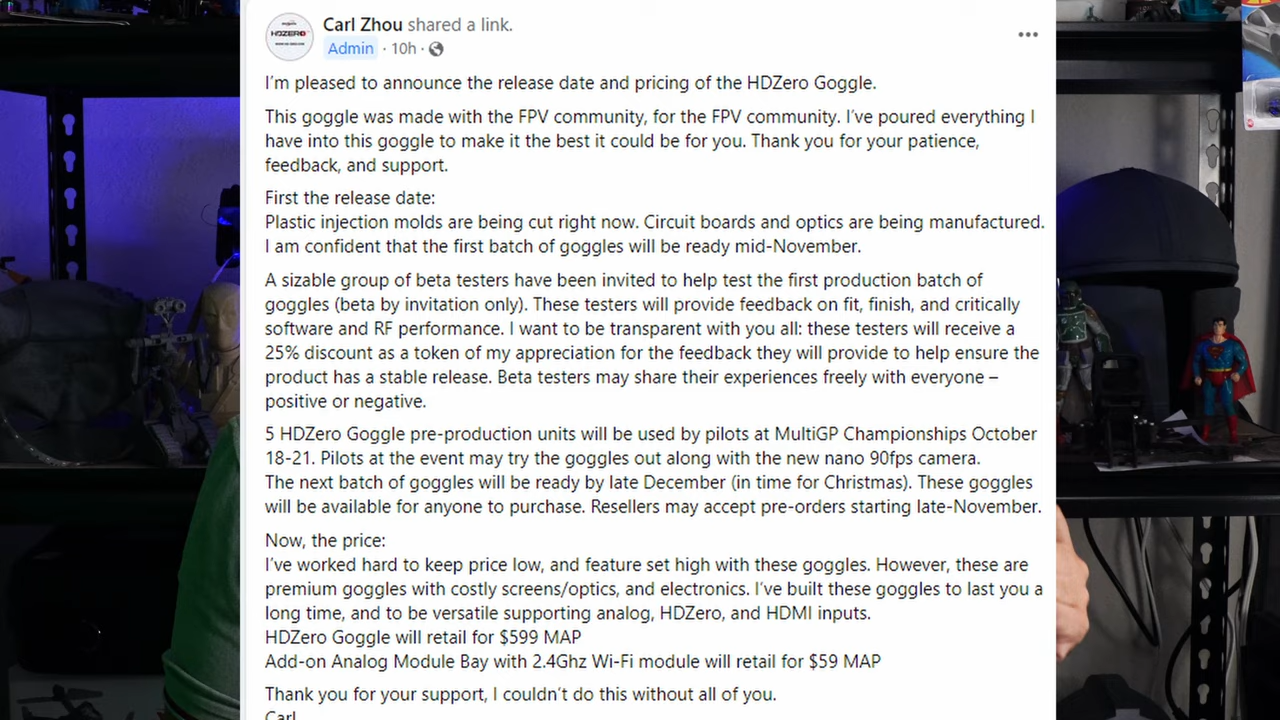 HDZERO
Carl Zhou shared a link.
Admin · 10h ·
I'm pleased to announce the release date and pricing of the HDZero Goggle.
This goggle was made with the FPV community, for the FPV community. I've poured everything I
have into this goggle to make it the best it could be for you. Thank you for your patience,
feedback, and support.
First the release date:
Plastic injection molds are being cut right now. Circuit boards and optics are being manufactured.
I am confident that the first batch of goggles will be ready mid-November.
A sizable group of beta testers have been invited to help test the first production batch of
goggles (beta by invitation only). These testers will provide feedback on fit, finish, and critically
software and RF performance. I want to be transparent with you all: these testers will receive a
25% discount as a token of my appreciation for the feedback they will provide to help ensure the
product has a stable release. Beta testers may share their experiences freely with everyone –
positive or negative.
5 HDZero Goggle pre-production units will be used by pilots at MultiGP Championships October
18-21. Pilots at the event may try the goggles out along with the new nano 90fps camera.
The next batch of goggles will be ready by late December (in time for Christmas). These goggles
will be available for anyone to purchase. Resellers may accept pre-orders starting late-November.
Now, the price:
I've worked hard to keep price low, and feature set high with these goggles. However, these are
premium goggles with costly screens/optics, and electronics. I've built these goggles to last you a
long time, and to be versatile supporting analog, HDZero, and HDMI inputs.
HDZero Goggle will retail for $599 MAP
Add-on Analog Module Bay with 2.4Ghz Wi-Fi module will retail for $59 MAP
Thank you for your support, I couldn't do this without all of you.
Carl